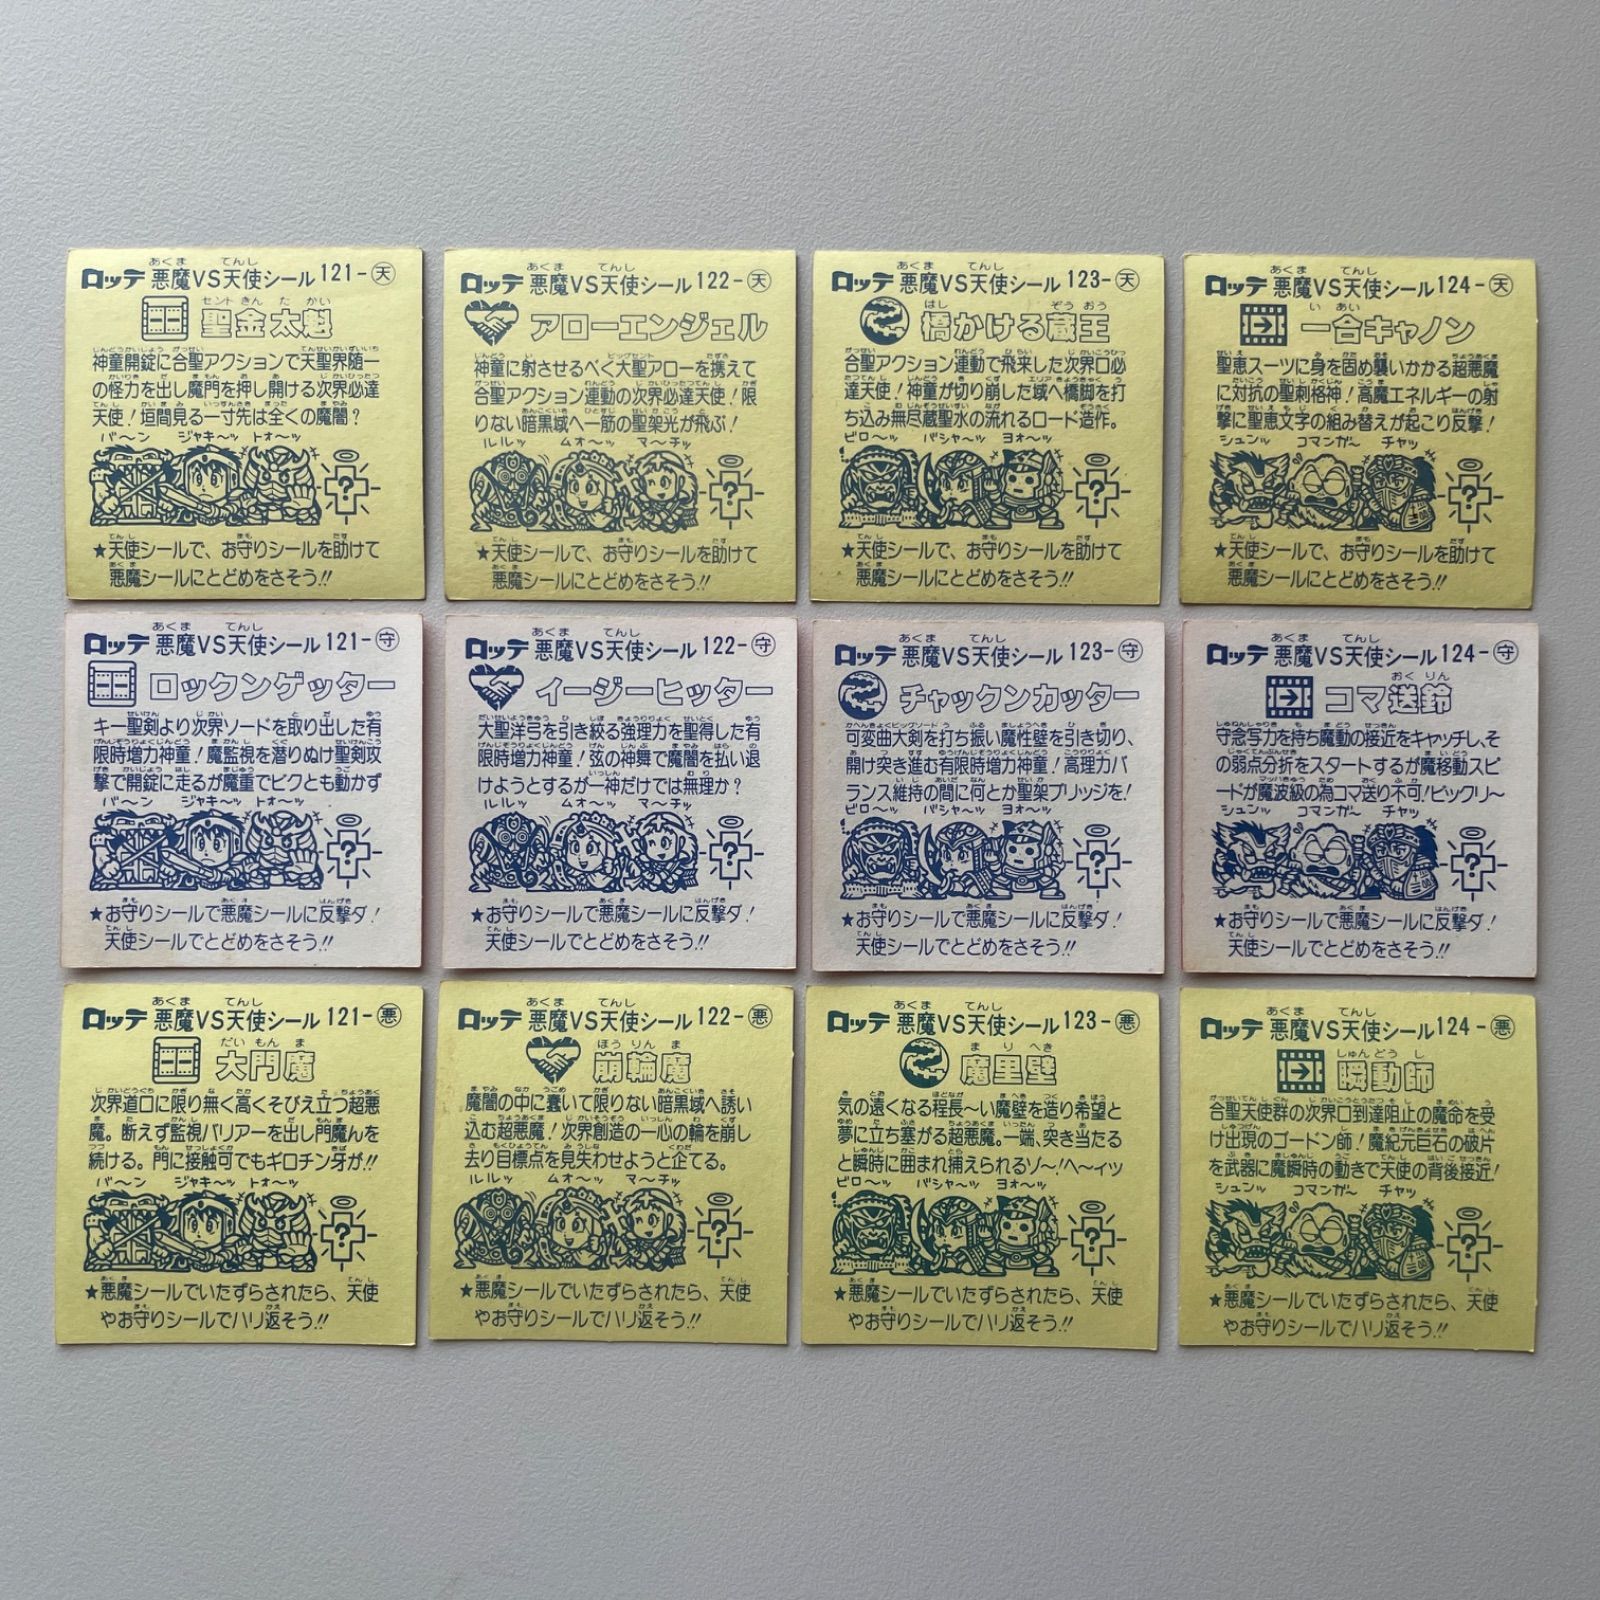 ロッテ 悪魔VS天使シール 121-天
聖金太魁
神童開錠に合聖アクションで天聖界随一
の怪力を出し魔門を押し開ける次界必達
天使!垣間見る一寸先は全くの魔闇?
バ〜ン ジャキ〜ッ トォ〜ッ
?
★天使シールで、お守りシールを助けて
悪魔シールにとどめをさそう!!
ロッテ 悪魔VS天使シール 122-天
アローエンジェル
神童に射させるべく大聖アローを携えて
合聖アクション連動の次界必達天使!限
りない暗黒域へ一筋の聖架光が飛ぶ!
ルルッ ムォ〜ッ マ〜チッ
?
★天使シールで、お守りシールを助けて
悪魔シールにとどめをさそう!!
ロッテ 悪魔VS天使シール 123-天
橋かける蔵王
合聖アクション連動で飛来した次界口必
達天使!神童が切り崩した域へ橋脚を打
ち込み無尽蔵聖水の流れるロード造作。
ビロ〜ッ バシャ〜ッ ヨォ〜ッ
?
★天使シールで、お守りシールを助けて
悪魔シールにとどめをさそう!!
ロッテ 悪魔VS天使シール 124-天
一合キャノン
聖恵スーツに身を固め襲いかかる超悪魔
に対抗の聖刺格神!高魔エネルギーの射
撃に聖恵文字の組み替えが起こり反撃!
シュンッ コマンガ〜 チャッ
?
★天使シールで、お守りシールを助けて
悪魔シールにとどめをさそう!!
ロッテ 悪魔VS天使シール 121-守
ロックンゲッター
キー聖剣より次界ソードを取り出した有
限時増力神童!魔監視を潜りぬけ聖剣攻
撃で開錠に走るが魔重でビクとも動かず
バ〜ン ジャキ〜ッ トォ〜ッ
?
★お守りシールで悪魔シールに反撃ダ!
天使シールでとどめをさそう!!
ロッテ 悪魔VS天使シール 122-守
イージーヒッター
大聖洋弓を引き絞る強理力を聖得した有
限時増力神童!弦の神舞で魔闇を払い退
けようとするが一神だけでは無理か?
ルルッ ムォ〜ッ マ〜チッ
?
★お守りシールで悪魔シールに反撃ダ!
天使シールでとどめをさそう!!
ロッテ 悪魔VS天使シール 123-守
チャックンカッター
可変曲大剣を打ち振い魔性壁を引き切り、
開け突き進む有限時増力神童!高理力バ
ランス維持の間に何とか聖架ブリッジを!
ビロ〜ッ バシャ〜ッ ヨォ〜ッ
?
★お守りシールで悪魔シールに反撃ダ!
天使シールでとどめをさそう!!
ロッテ 悪魔VS天使シール 124-守
コマ送鈴
守念写力を持ち魔動の接近をキャッチし、そ
の弱点分折をスタートするが魔移動スピ
ードが魔波級の為コマ送り不可!ビックリ〜
シュンッ コマンガ〜 チャッ
?
★お守りシールで悪魔シールに反撃ダ!
天使シールでとどめをさそう!!
ロッテ 悪魔VS天使シール 121-悪
大門魔
次界道口に限り無く高くそびえ立つ超悪
魔。断えず監視バリアーを出し門魔んを
続ける。門に接触可でもギロチン牙が!!
バ〜ン ジャキ〜ッ トォ〜ッ
?
★悪魔シールでいたずらされたら、天使
やお守りシールでハリ返そう!!
ロッテ 悪魔VS天使シール 122-悪
崩輪魔
魔闇の中に蠢いて限りない暗黒域へ誘い
込む超悪魔!次界創造の一心の輪を崩し
去り目標点を見失わせようと企てる。
ルルッ ムォ〜ッ マ〜チッ
?
★悪魔シールでいたずらされたら、天使
やお守りシールでハリ返そう!!
ロッテ 悪魔VS天使シール 123-悪
魔里壁
気の遠くなる程長〜い魔壁を造り希望と
夢に立ち塞がる超悪魔。一端、突き当たる
と瞬時に囲まれ捕えられるゾ〜!ヘ〜イッ
ビロ〜ッ バシャ〜ッ ヨォ〜ッ
?
★悪魔シールでいたずらされたら、天使
やお守りシールでハリ返そう!!
ロッテ 悪魔VS天使シール 124-悪
瞬動師
合聖天使群の次界口到達阻止の魔命を受
け出現のゴードン師!魔紀元巨石の破片
を武器に魔瞬時の動きで天使の背後接近!
シュンッ コマンガ〜 チャッ
?
★悪魔シールでいたずらされたら、天使
やお守りシールでハリ返そう!!